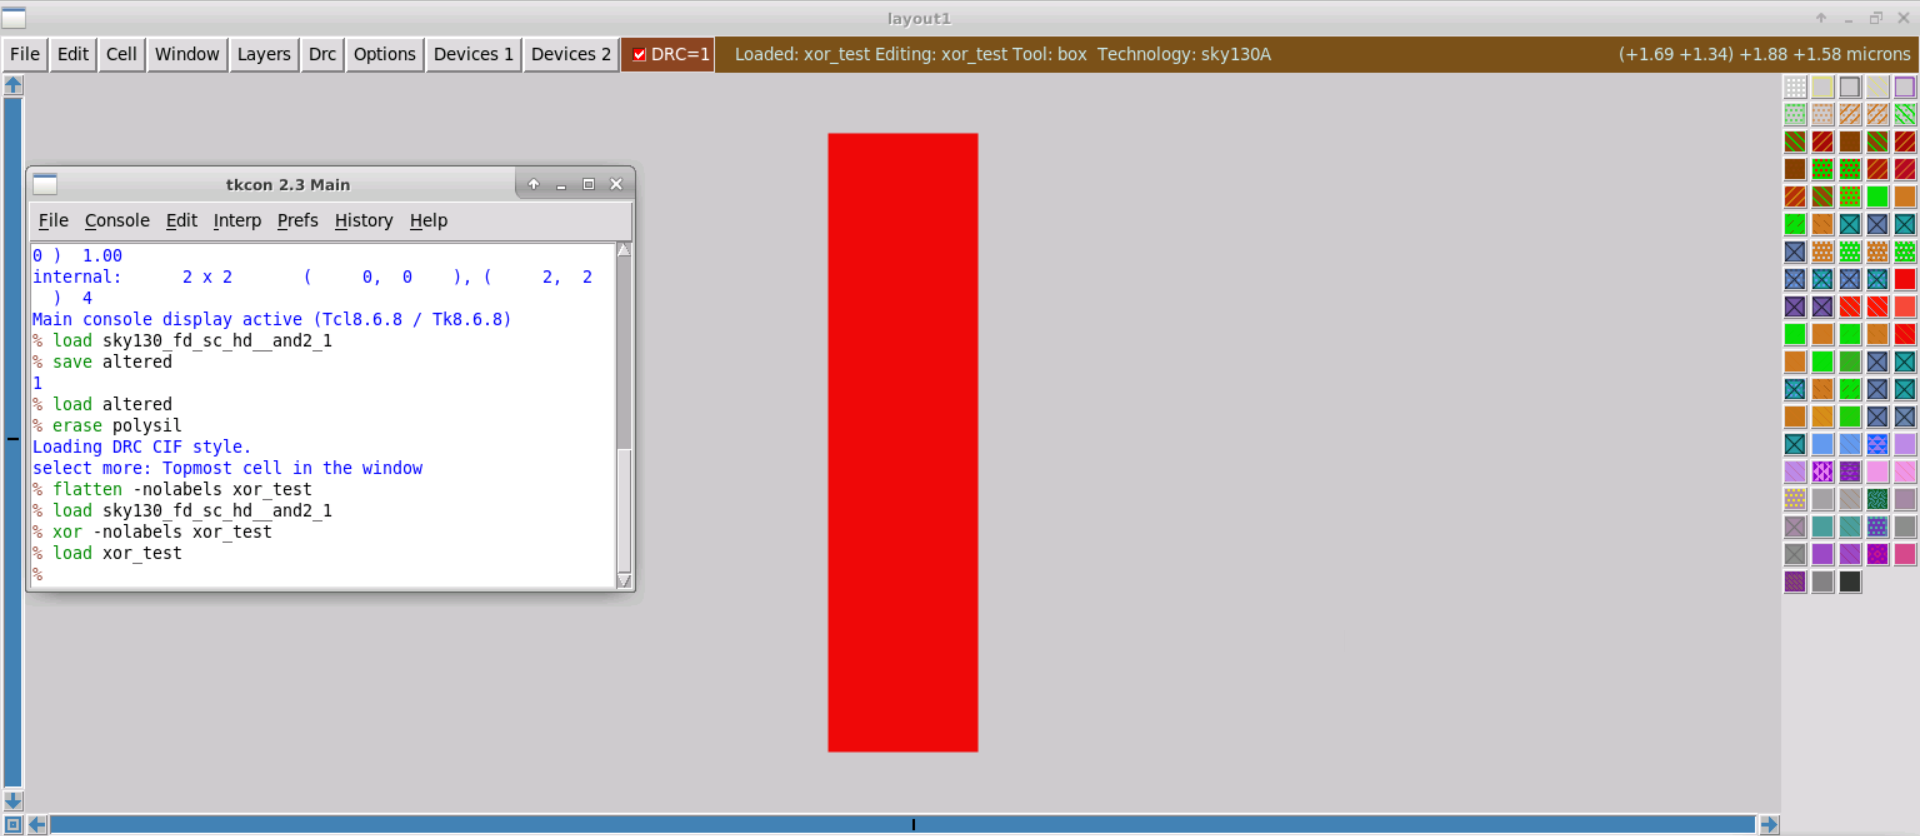 layout1
File Edit Cell Window Layers Drc Options Devices 1 Devices 2 DRC=1 Loaded: xor_test Editing: xor_test Tool: box Technology: sky130A (+1.69 +1.34) +1.88 +1.58 microns
tkcon 2.3 Main
File Console Edit Interp Prefs History Help
0 ) 1.00
internal: 2 x 2 ( 0, 0 ), ( 2, 2
) 4
Main console display active (Tcl8.6.8 / Tk8.6.8)
% load sky130_fd_sc_hd__and2_1
% save altered
1
% load altered
% erase polysil
Loading DRC CIF style.
select more: Topmost cell in the window
% flatten -nolabels xor_test
% load sky130_fd_sc_hd__and2_1
% xor -nolabels xor_test
% load xor_test
%